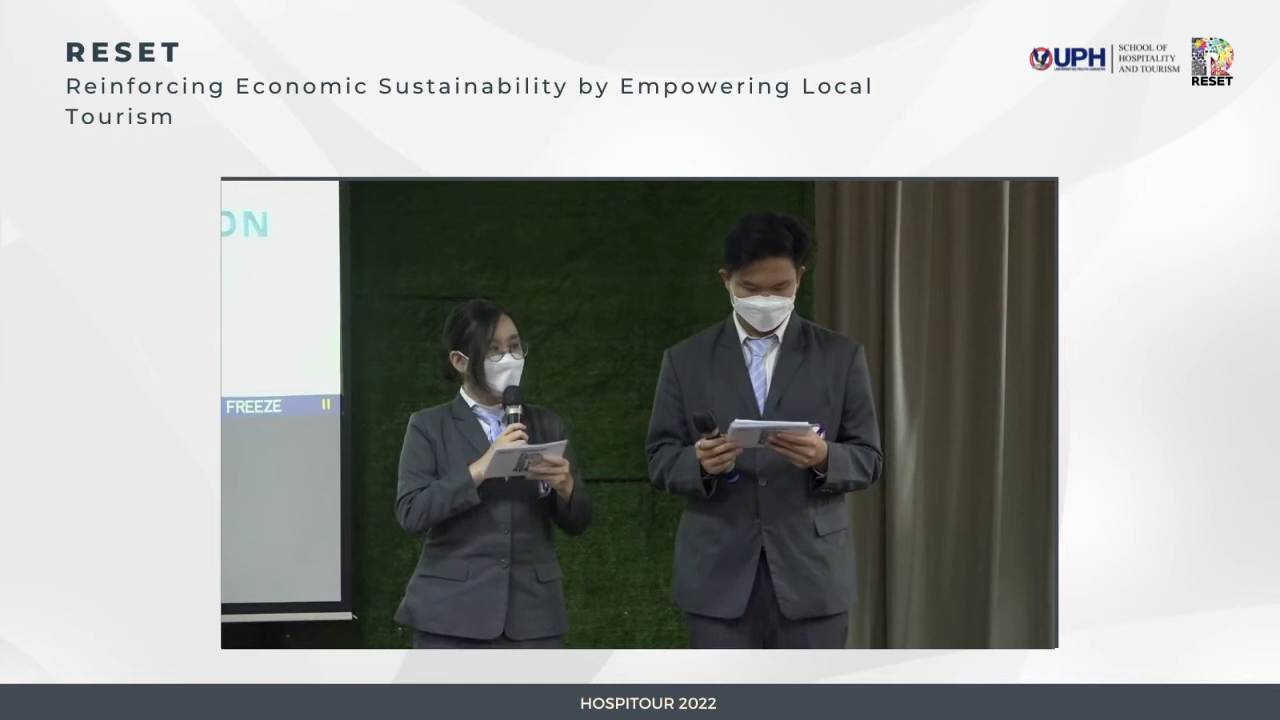 RESET
Reinforcing Economic Sustainability by Empowering Local
Tourism
UPH
SCHOOL OF
HOSPITALITY
AND TOURISM
RESET
ON
FREEZE
HOSPITOUR 2022